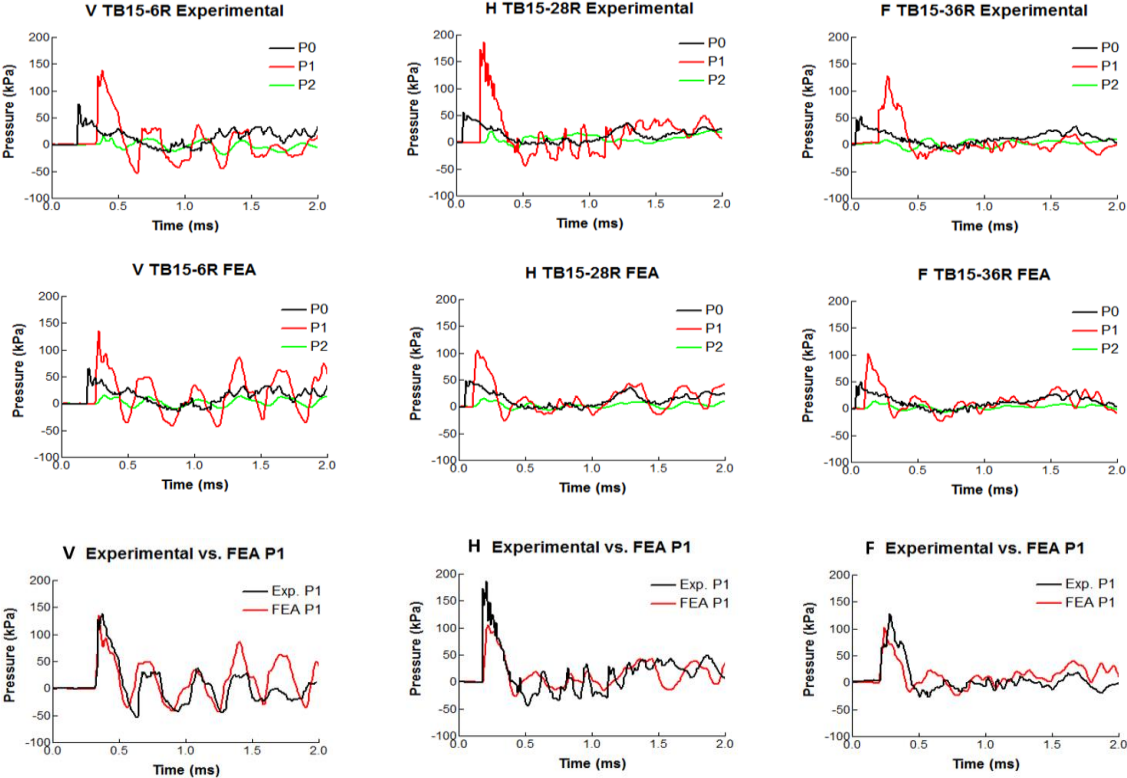 V TB15-6R Experimental
H TB15-28R Experimental
F TB15-36R Experimental
Pressure (kPa)
200
150
100
50
0
-50
-100
P0
P1
P2
0.0 0.5 1.0 1.5 2.0
Time (ms)
Pressure (kPa)
200
150
100
50
0
-50
-100
P0
P1
P2
0.0 0.5 1.0 1.5 2.0
Time (ms)
Pressure (kPa)
200
150
100
50
0
-50
-100
P0
P1
P2
0.0 0.5 1.0 1.5 2.0
Time (ms)
V TB15-6R FEA
H TB15-28R FEA
F TB15-36R FEA
Pressure (kPa)
200
150
100
50
0
-50
-100
P0
P1
P2
0.0 0.5 1.0 1.5 2.0
Time (ms)
Pressure (kPa)
200
150
100
50
0
-50
-100
P0
P1
P2
0.0 0.5 1.0 1.5 2.0
Time (ms)
Pressure (kPa)
200
150
100
50
0
-50
-100
P0
P1
P2
0.0 0.5 1.0 1.5 2.0
Time (ms)
V Experimental vs. FEA P1
H Experimental vs. FEA P1
F Experimental vs. FEA P1
Pressure (kPa)
200
150
100
50
0
-50
-100
Exp. P1
FEA P1
0.0 0.5 1.0 1.5 2.0
Time (ms)
Pressure (kPa)
200
150
100
50
0
-50
-100
Exp. P1
FEA P1
0.0 0.5 1.0 1.5 2.0
Time (ms)
Pressure (kPa)
200
150
100
50
0
-50
-100
Exp. P1
FEA P1
0.0 0.5 1.0 1.5 2.0
Time (ms)